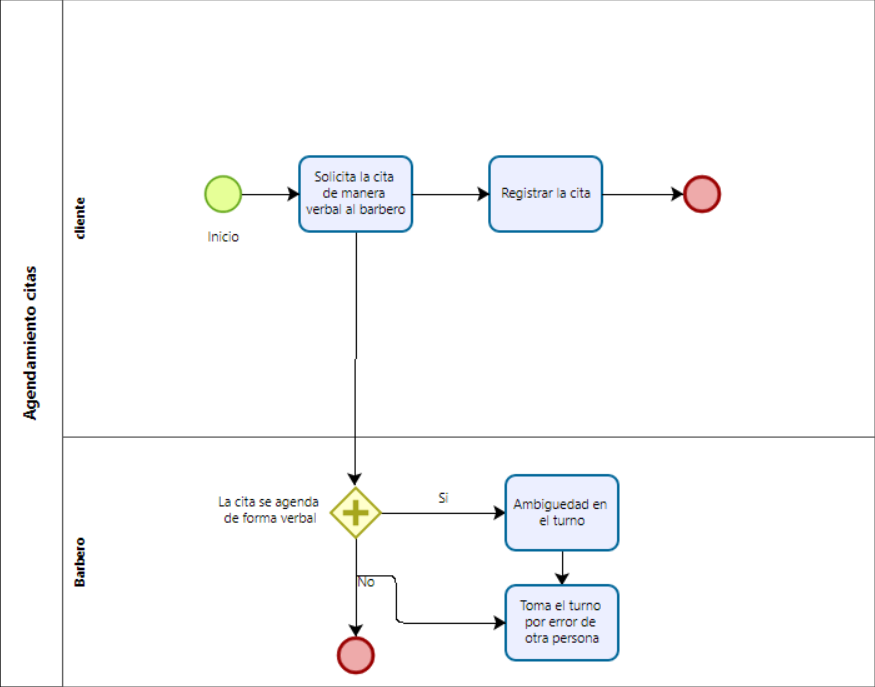 Agendamiento citas
cliente
Inicio
Solicita la cita
de manera
verbal al barbero
Registrar la cita
Barbero
La cita se agenda
de forma verbal
Si
Ambiguedad en
el turno
No
Toma el turno
por error de
otra persona